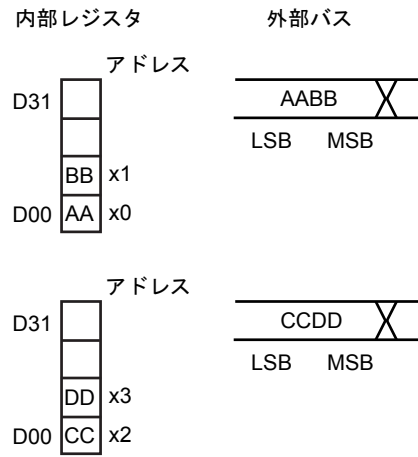 内部レジスタ 外部バス
アドレス
D31 AABB
LSB MSB
BB x1
D00 AA x0
アドレス
D31 CCDD
LSB MSB
DD x3
D00 CC x2